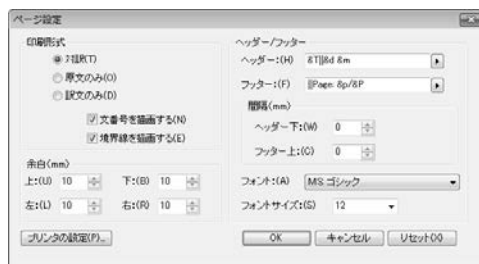 ページ設定
印刷形式
対訳(T)
原文のみ(O)
訳文のみ(D)
文番号を描画する(N)
境界線を描画する(E)
余白(mm)
上:(U) 10 下:(B) 10
左:(L) 10 右:(R) 10
プリンタの設定(P)...
ヘッダー/フッター
ヘッダー:(H) &T||&d &m
フッター:(F) ||Page: &p/&P
間隔(mm)
ヘッダー下:(W) 0
フッター上:(C) 0
フォント:(A) MS ゴシック
フォントサイズ:(S) 12
OK キャンセル リセット(X)